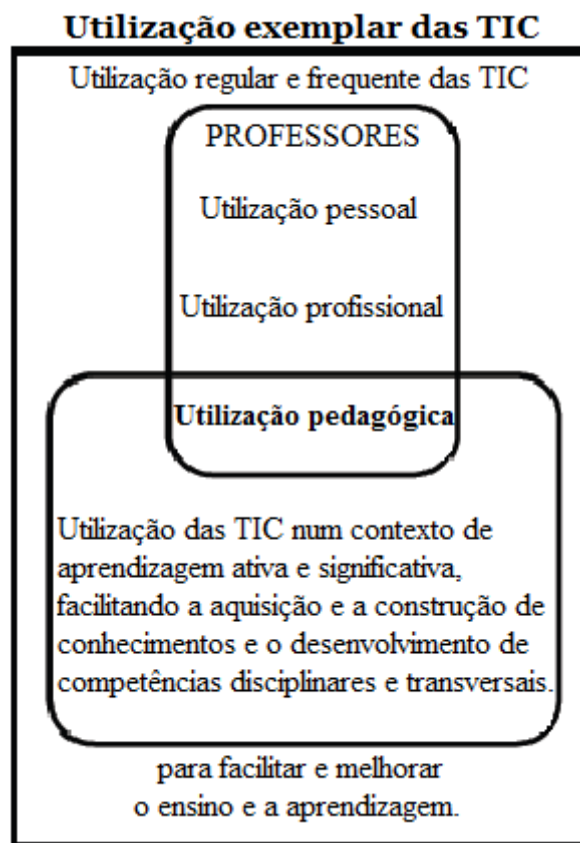 Utilização exemplar das TIC
Utilização regular e frequente das TIC
PROFESSORES
Utilização pessoal
Utilização profissional
Utilização pedagógica
Utilização das TIC num contexto de
aprendizagem ativa e significativa,
facilitando a aquisição e a construção de
conhecimentos e o desenvolvimento de
competências disciplinares e transversais.
para facilitar e melhorar
o ensino e a aprendizagem.